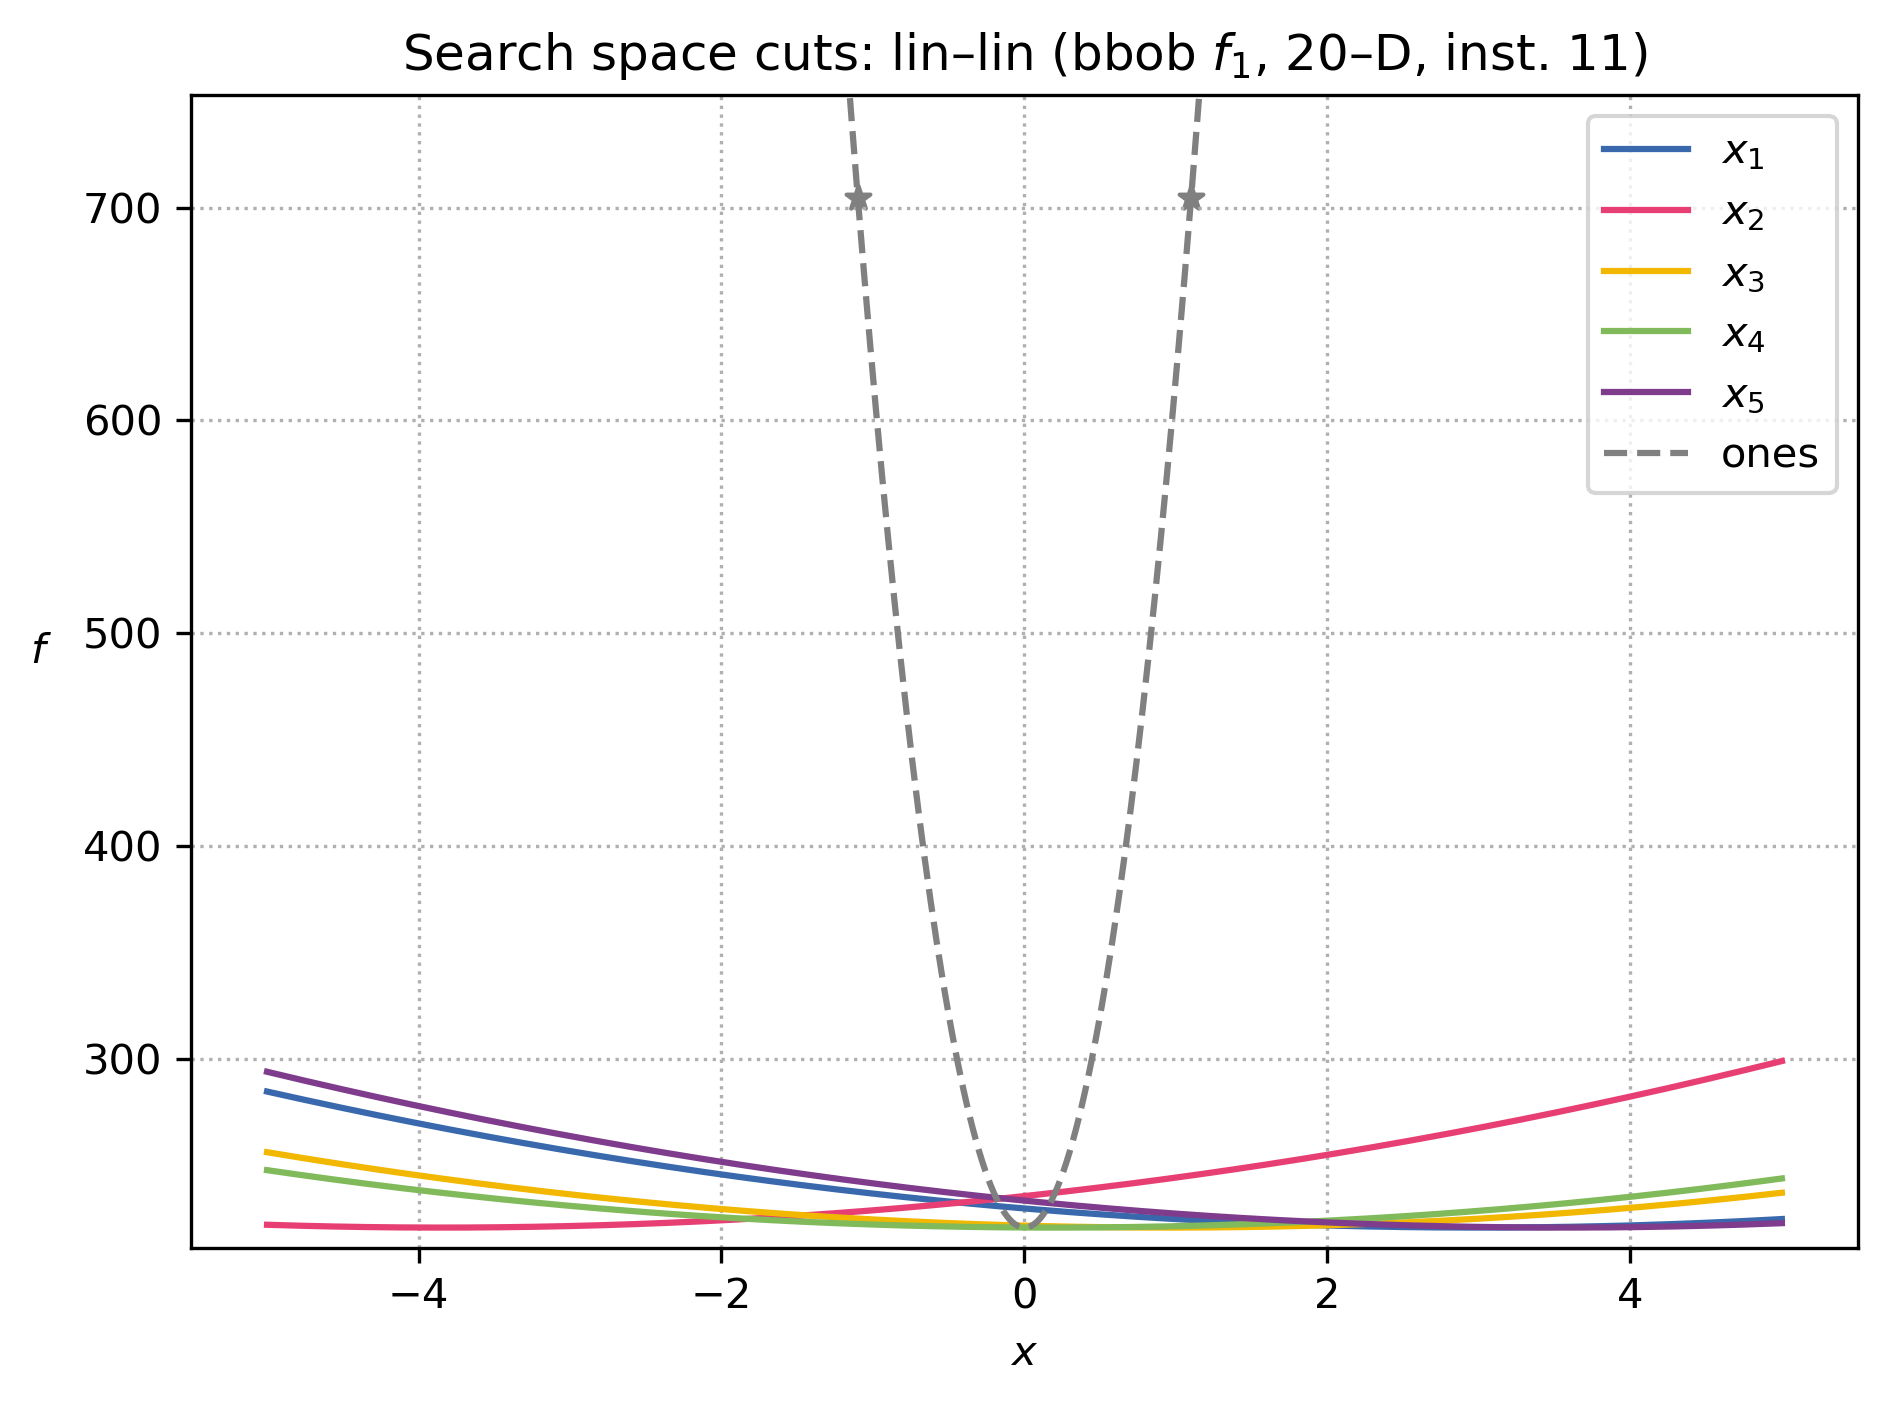 Search space cuts: lin–lin (bbob f₁, 20–D, inst. 11)
x₁
x₂
x₃
x₄
x₅
ones
700
600
500
400
300
f
−4 −2 0 2 4
x